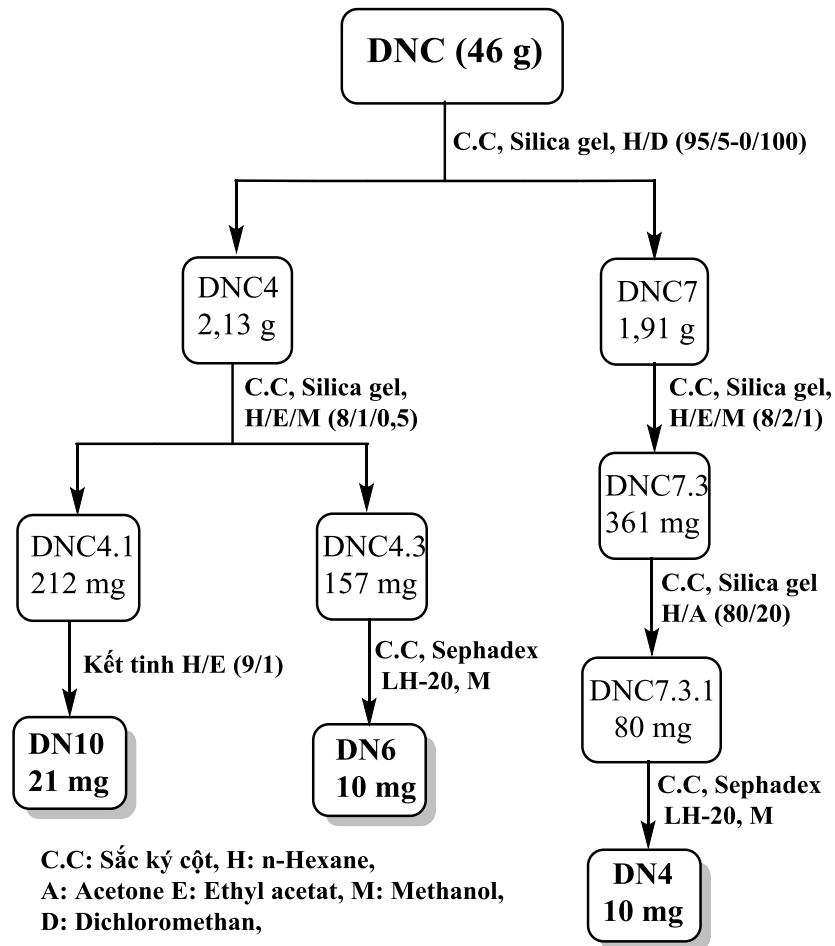 DNC (46 g)
C.C, Silica gel, H/D (95/5-0/100)
DNC4
2,13 g
DNC7
1,91 g
C.C, Silica gel,
H/E/M (8/1/0,5)
C.C, Silica gel,
H/E/M (8/2/1)
DNC4.1
212 mg
DNC4.3
157 mg
DNC7.3
361 mg
Kết tinh H/E (9/1)
C.C, Sephadex
LH-20, M
C.C, Silica gel
H/A (80/20)
DNC7.3.1
80 mg
DN10
21 mg
DN6
10 mg
C.C, Sephadex
LH-20, M
DN4
10 mg
C.C: Sắc ký cột, H: n-Hexane,
A: Acetone E: Ethyl acetat, M: Methanol,
D: Dichloromethan,